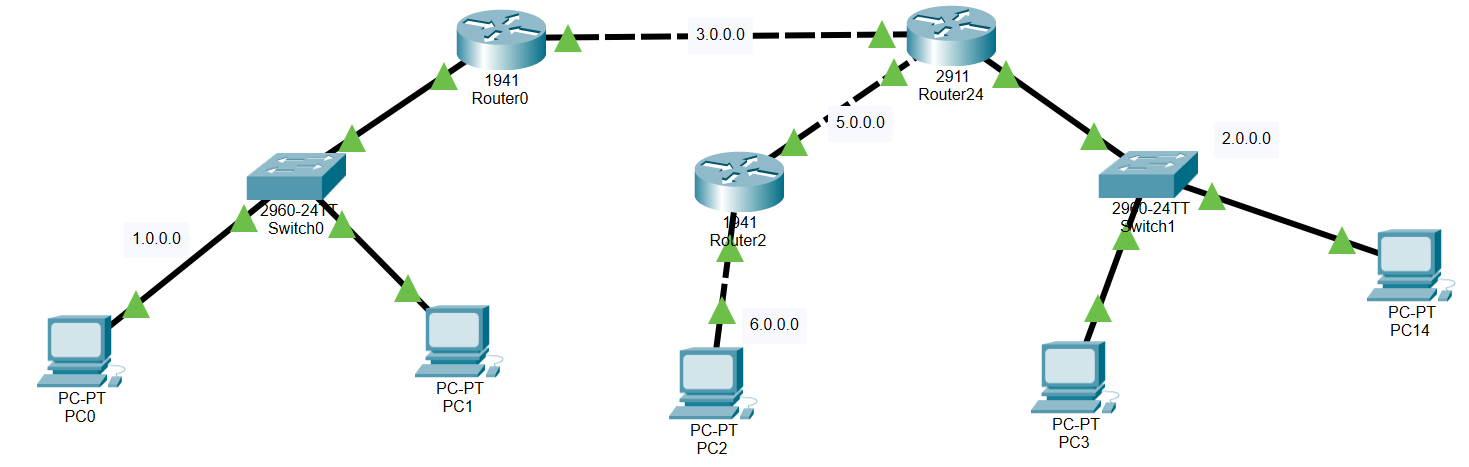 3.0.0.0
1941
Router0
2911
Router24
5.0.0.0
2.0.0.0
1941
Router2
2960-24TT
Switch0
2960-24TT
Switch1
1.0.0.0
6.0.0.0
PC-PT
PC0
PC-PT
PC1
PC-PT
PC2
PC-PT
PC3
PC-PT
PC14